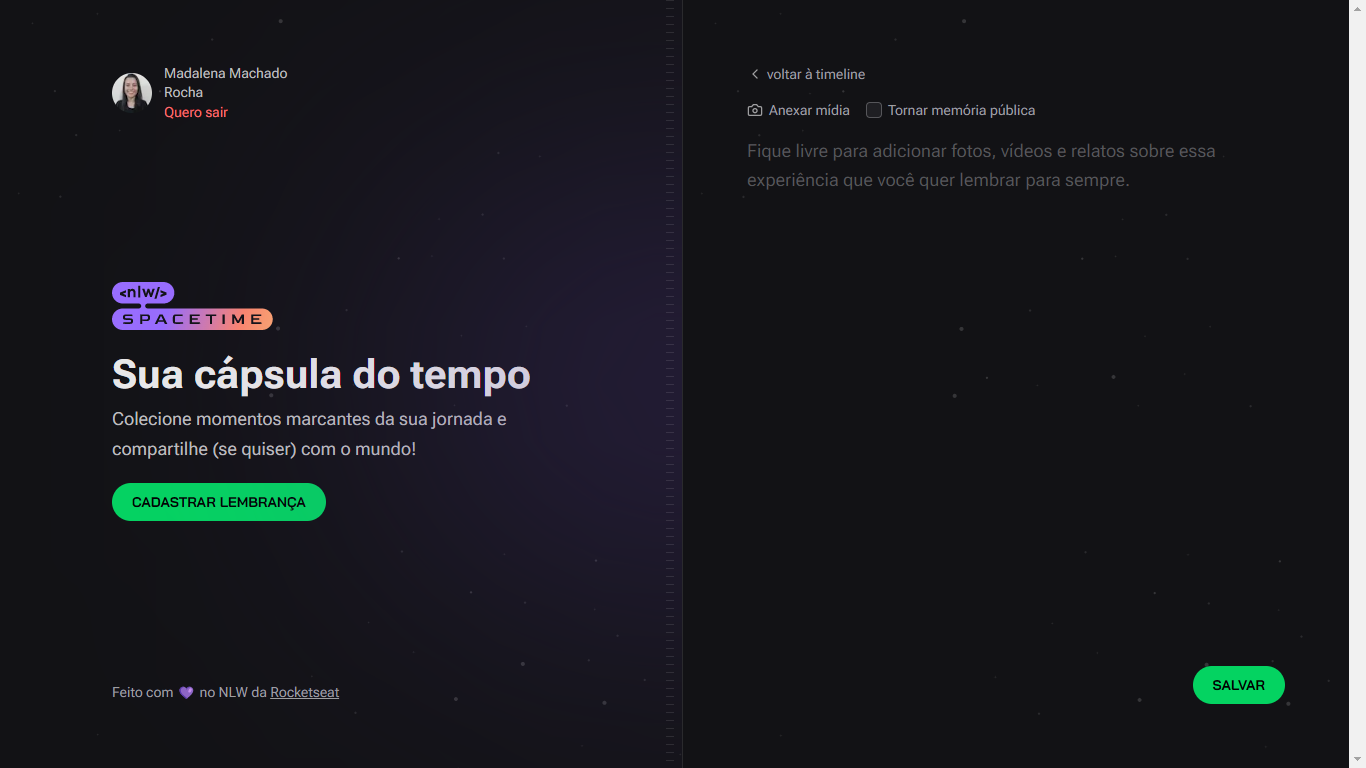 Madalena Machado
Rocha
Quero sair
<nlw/>
SPACETIME
Sua cápsula do tempo
Colecione momentos marcantes da sua jornada e
compartilhe (se quiser) com o mundo!
CADASTRAR LEMBRANÇA
Feito com 💜 no NLW da Rocketseat
voltar à timeline
Anexar mídia Tornar memória pública
Fique livre para adicionar fotos, vídeos e relatos sobre essa
experiência que você quer lembrar para sempre.
SALVAR